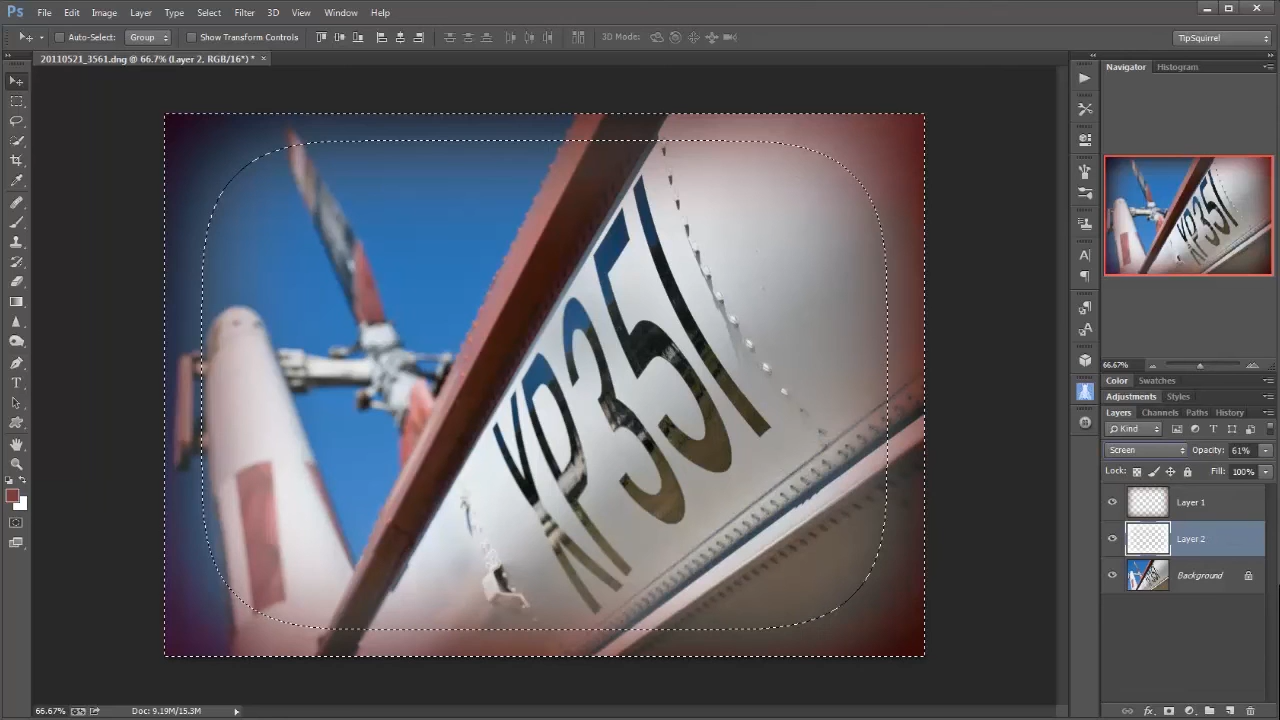 Ps File Edit Image Layer Type Select Filter 3D View Window Help
Auto-Select: Group Show Transform Controls 3D Mode: TipSquirrel
20110521_3561.dng @ 66.7% (Layer 2, RGB/16*) * ×
Navigator Histogram
XP351
66.67%
Color Swatches
Adjustments Styles
Layers Channels Paths History
Kind
Screen Opacity: 61%
Lock: Fill: 100%
Layer 1
Layer 2
Background
66.67% Doc: 9.19M/15.3M